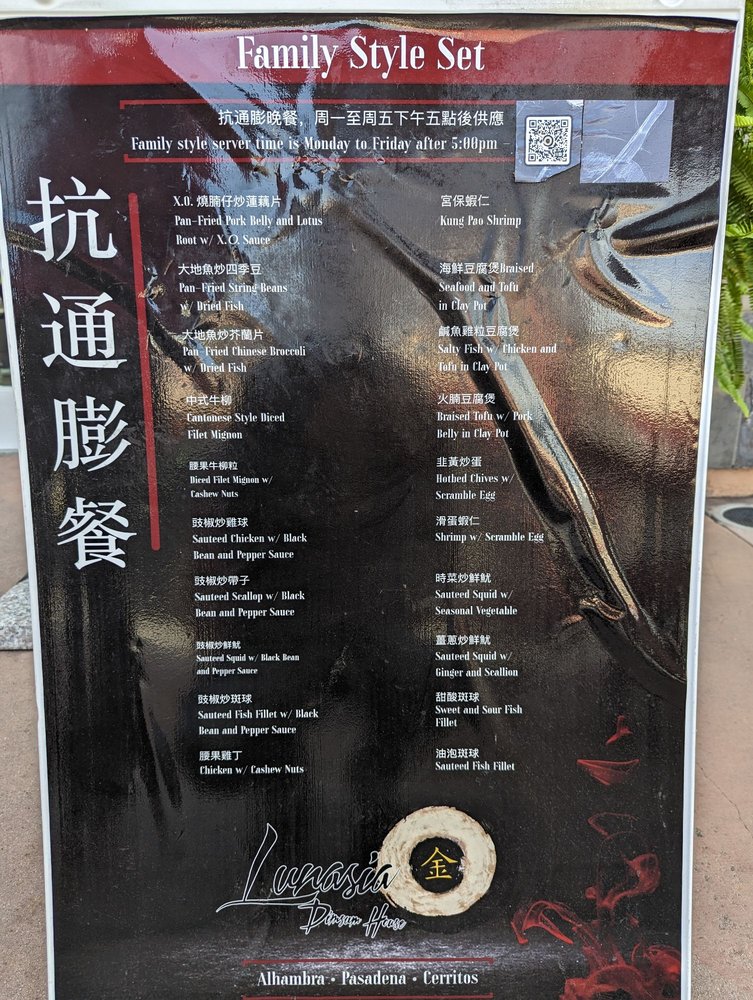 Family Style Set
抗通膨晚餐，周一至周五下午五點後供應
Family style server time is Monday to Friday after 5:00pm
抗通膨餐
X.O. 燒腩仔炒蓮藕片
Pan-Fried Pork Belly and Lotus
Root w/ X.O. Sauce
大地魚炒四季豆
Pan-Fried String Beans
w/ Dried Fish
大地魚炒芥蘭片
Pan-Fried Chinese Broccoli
w/ Dried Fish
中式牛柳
Cantonese Style Diced
Filet Mignon
腰果牛柳粒
Diced Filet Mignon w/
Cashew Nuts
豉椒炒雞球
Sauteed Chicken w/ Black
Bean and Pepper Sauce
豉椒炒帶子
Sauteed Scallop w/ Black
Bean and Pepper Sauce
豉椒炒鮮魷
Sauteed Squid w/ Black Bean
and Pepper Sauce
豉椒炒斑球
Sauteed Fish Fillet w/ Black
Bean and Pepper Sauce
腰果雞丁
Chicken w/ Cashew Nuts
宮保蝦仁
Kung Pao Shrimp
海鮮豆腐煲Braised
Seafood and Tofu
in Clay Pot
鹹魚雞粒豆腐煲
Salty Fish w/ Chicken and
Tofu in Clay Pot
火腩豆腐煲
Braised Tofu w/ Pork
Belly in Clay Pot
韭黃炒蛋
Hotbed Chives w/
Scramble Egg
滑蛋蝦仁
Shrimp w/ Scramble Egg
時菜炒鮮魷
Sauteed Squid w/
Seasonal Vegetable
薑蔥炒鮮魷
Sauteed Squid w/
Ginger and Scallion
甜酸斑球
Sweet and Sour Fish
Fillet
油泡斑球
Sauteed Fish Fillet
Lunasia
金
Dimsum House
Alhambra • Pasadena • Cerritos